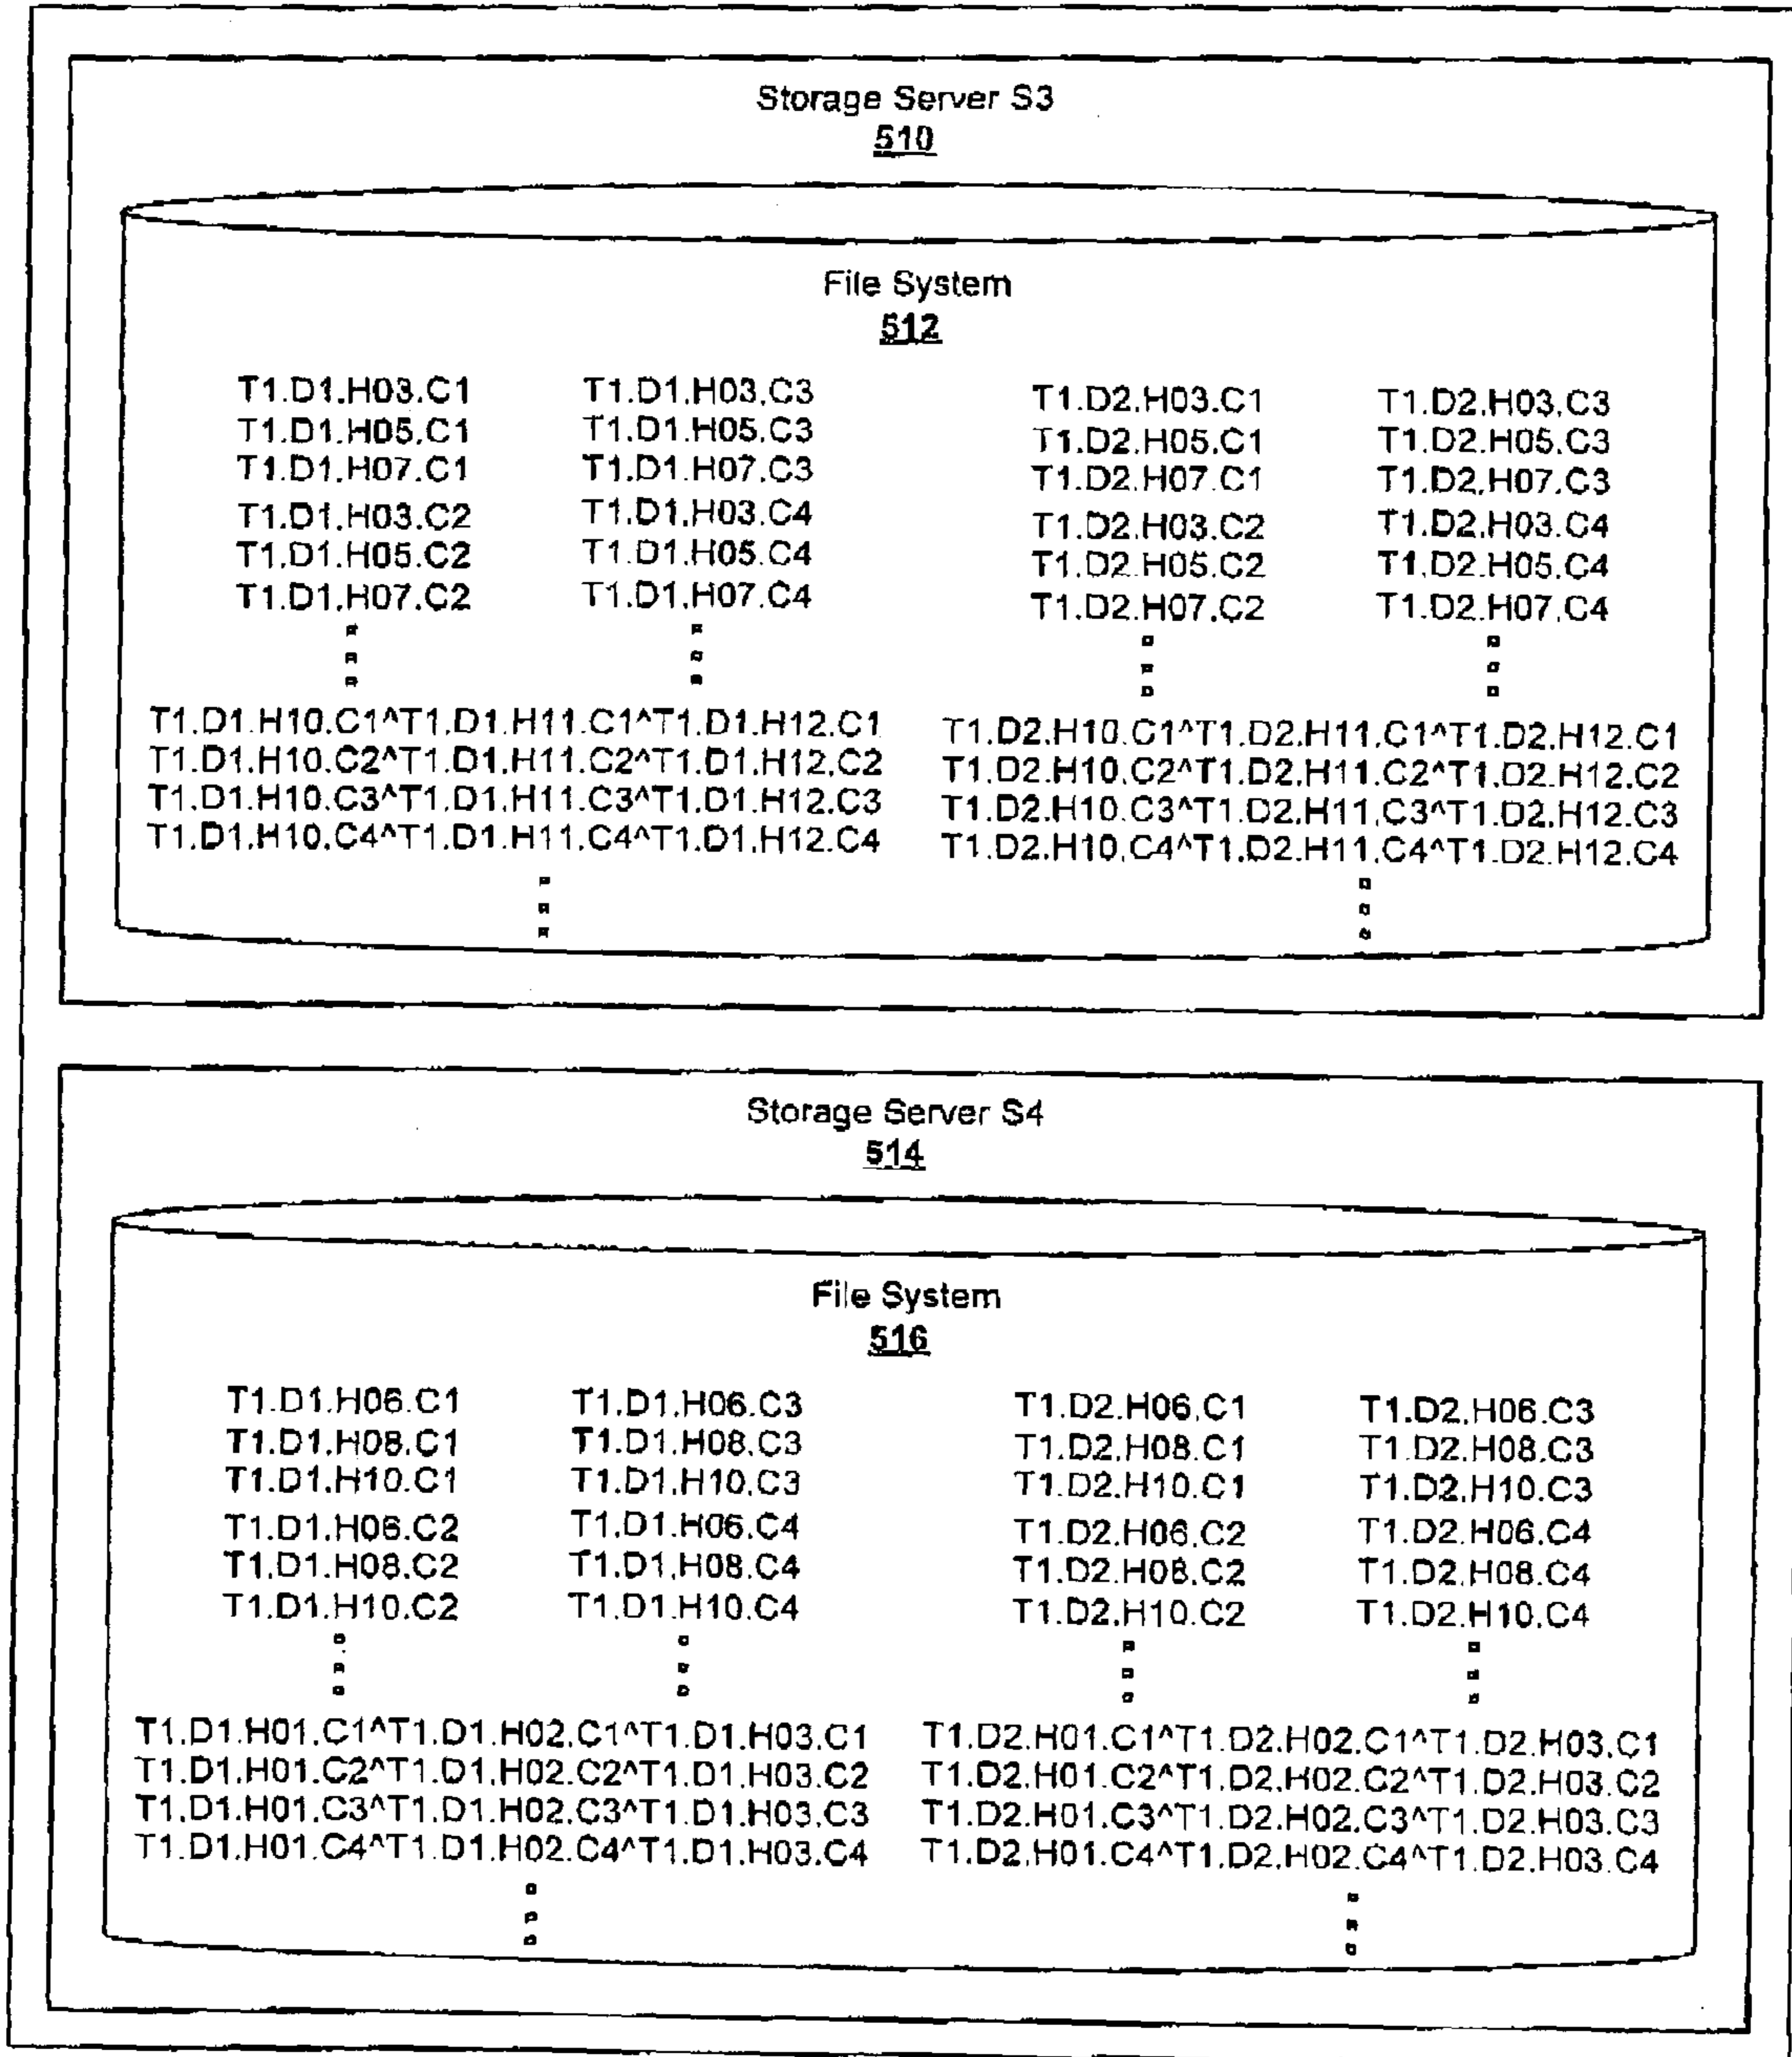 Storage Server S3
510
File System
512
T1.D1.H03.C1 T1.D1.H03.C3 T1.D2.H03.C1 T1.D2.H03.C3
T1.D1.H05.C1 T1.D1.H05.C3 T1.D2.H05.C1 T1.D2.H05.C3
T1.D1.H07.C1 T1.D1.H07.C3 T1.D2.H07.C1 T1.D2.H07.C3
T1.D1.H03.C2 T1.D1.H03.C4 T1.D2.H03.C2 T1.D2.H03.C4
T1.D1.H05.C2 T1.D1.H05.C4 T1.D2.H05.C2 T1.D2.H05.C4
T1.D1.H07.C2 T1.D1.H07.C4 T1.D2.H07.C2 T1.D2.H07.C4
T1.D1.H10.C1^T1.D1.H11.C1^T1.D1.H12.C1 T1.D2.H10.C1^T1.D2.H11.C1^T1.D2.H12.C1
T1.D1.H10.C2^T1.D1.H11.C2^T1.D1.H12.C2 T1.D2.H10.C2^T1.D2.H11.C2^T1.D2.H12.C2
T1.D1.H10.C3^T1.D1.H11.C3^T1.D1.H12.C3 T1.D2.H10.C3^T1.D2.H11.C3^T1.D2.H12.C3
T1.D1.H10.C4^T1.D1.H11.C4^T1.D1.H12.C4 T1.D2.H10.C4^T1.D2.H11.C4^T1.D2.H12.C4
Storage Server S4
514
File System
516
T1.D1.H06.C1 T1.D1.H06.C3 T1.D2.H06.C1 T1.D2.H06.C3
T1.D1.H08.C1 T1.D1.H08.C3 T1.D2.H08.C1 T1.D2.H08.C3
T1.D1.H10.C1 T1.D1.H10.C3 T1.D2.H10.C1 T1.D2.H10.C3
T1.D1.H06.C2 T1.D1.H06.C4 T1.D2.H06.C2 T1.D2.H06.C4
T1.D1.H08.C2 T1.D1.H08.C4 T1.D2.H08.C2 T1.D2.H08.C4
T1.D1.H10.C2 T1.D1.H10.C4 T1.D2.H10.C2 T1.D2.H10.C4
T1.D1.H01.C1^T1.D1.H02.C1^T1.D1.H03.C1 T1.D2.H01.C1^T1.D2.H02.C1^T1.D2.H03.C1
T1.D1.H01.C2^T1.D1.H02.C2^T1.D1.H03.C2 T1.D2.H01.C2^T1.D2.H02.C2^T1.D2.H03.C2
T1.D1.H01.C3^T1.D1.H02.C3^T1.D1.H03.C3 T1.D2.H01.C3^T1.D2.H02.C3^T1.D2.H03.C3
T1.D1.H01.C4^T1.D1.H02.C4^T1.D1.H03.C4 T1.D2.H01.C4^T1.D2.H02.C4^T1.D2.H03.C4